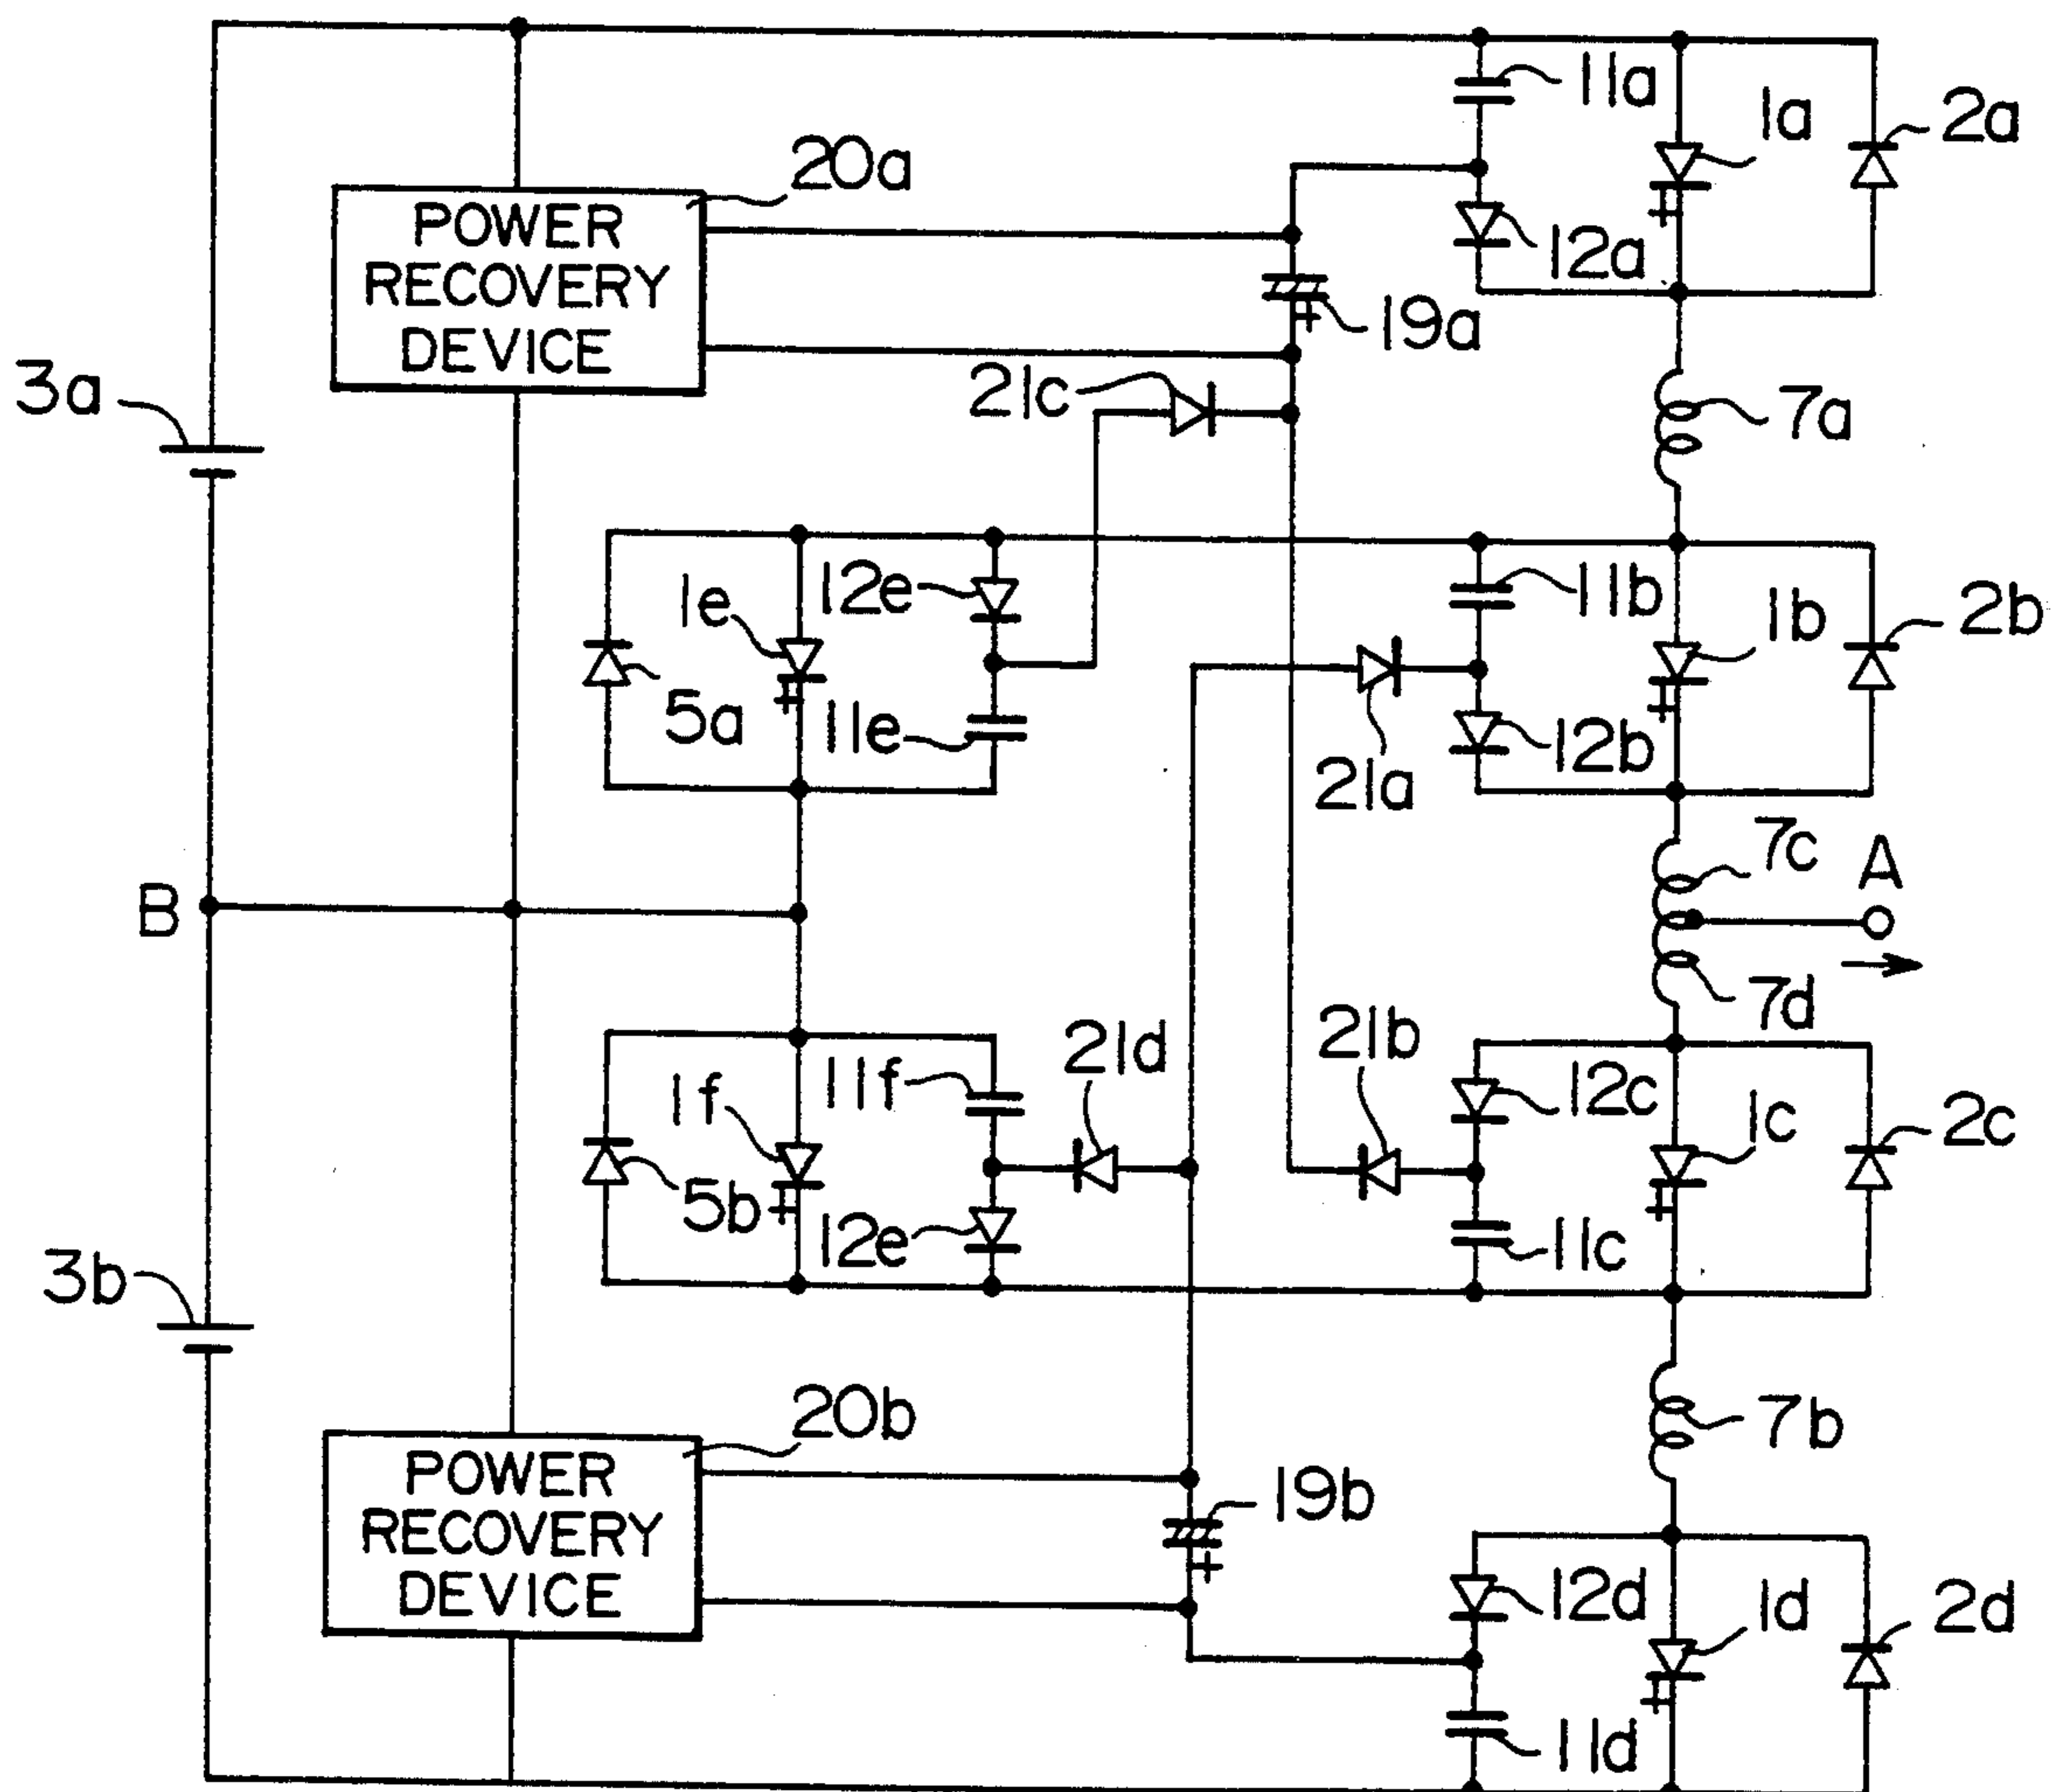 11a
1a
2a
20a
POWER
RECOVERY
DEVICE
12a
19a
3a
21c
7a
1e
12e
11b
1b
2b
5a
11e
12b
21a
7c
A
B
7d
21d
21b
1f
11f
12c
1c
2c
5b
12e
11c
3b
20b
7b
POWER
RECOVERY
DEVICE
19b
12d
1d
2d
11d